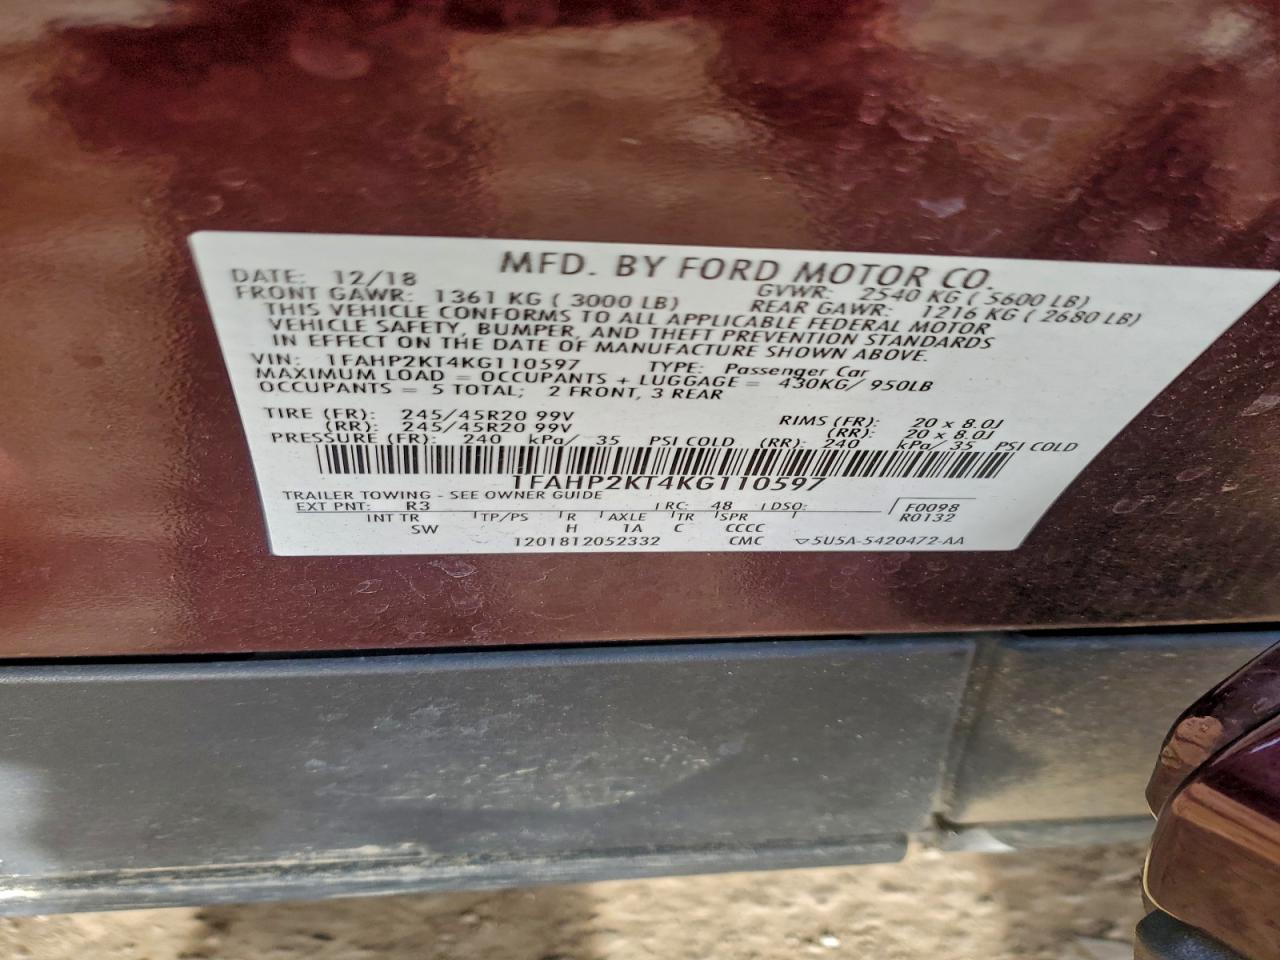 MFD. BY FORD MOTOR CO.
DATE: 12/18 GVWR: 2540 KG ( 5600 LB)
FRONT GAWR: 1361 KG ( 3000 LB) REAR GAWR: 1216 KG ( 2680 LB)
THIS VEHICLE CONFORMS TO ALL APPLICABLE FEDERAL MOTOR
VEHICLE SAFETY, BUMPER, AND THEFT PREVENTION STANDARDS
IN EFFECT ON THE DATE OF MANUFACTURE SHOWN ABOVE.
VIN: 1FAHP2KT4KG110597 TYPE: Passenger Car
MAXIMUM LOAD = OCCUPANTS + LUGGAGE = 430KG/ 950LB
OCCUPANTS = 5 TOTAL; 2 FRONT, 3 REAR
TIRE (FR): 245/45R20 99V RIMS (FR): 20 x 8.0J
(RR): 245/45R20 99V (RR): 20 x 8.0J
PRESSURE (FR): 240 kPa/ 35 PSI COLD (RR): 240 kPa/ 35 PSI COLD
1FAHP2KT4KG110597
TRAILER TOWING - SEE OWNER GUIDE
EXT PNT: R3 RC: 48 DSO: F0098
INT TR TP/PS R AXLE TR SPR R0132
SW H 1A C CCCC
1201812052332 CMC ▽5U5A-5420472-AA